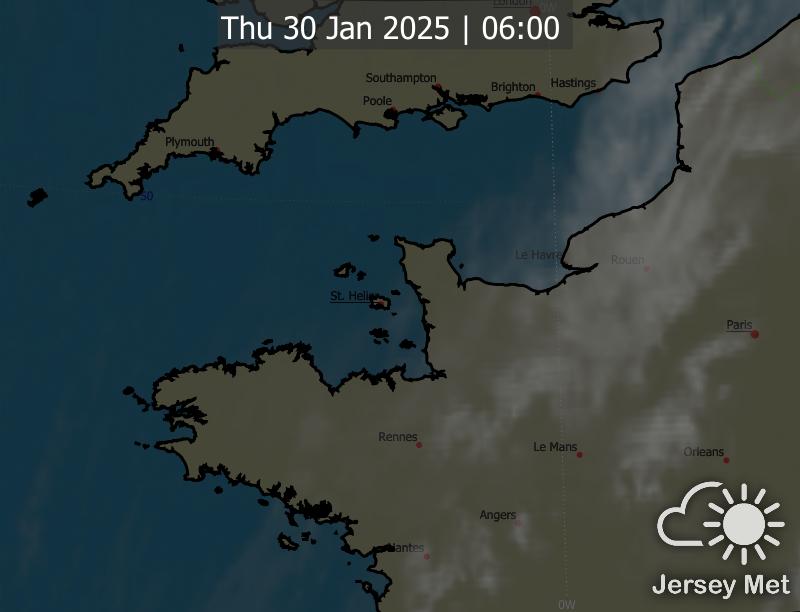 London
0W
Thu 30 Jan 2025 | 06:00
Southampton
Brighton
Hastings
Poole
Plymouth
50
Le Havre
Rouen
St. Helier
Paris
Rennes
Le Mans
Orleans
Angers
Nantes
Jersey Met
0W